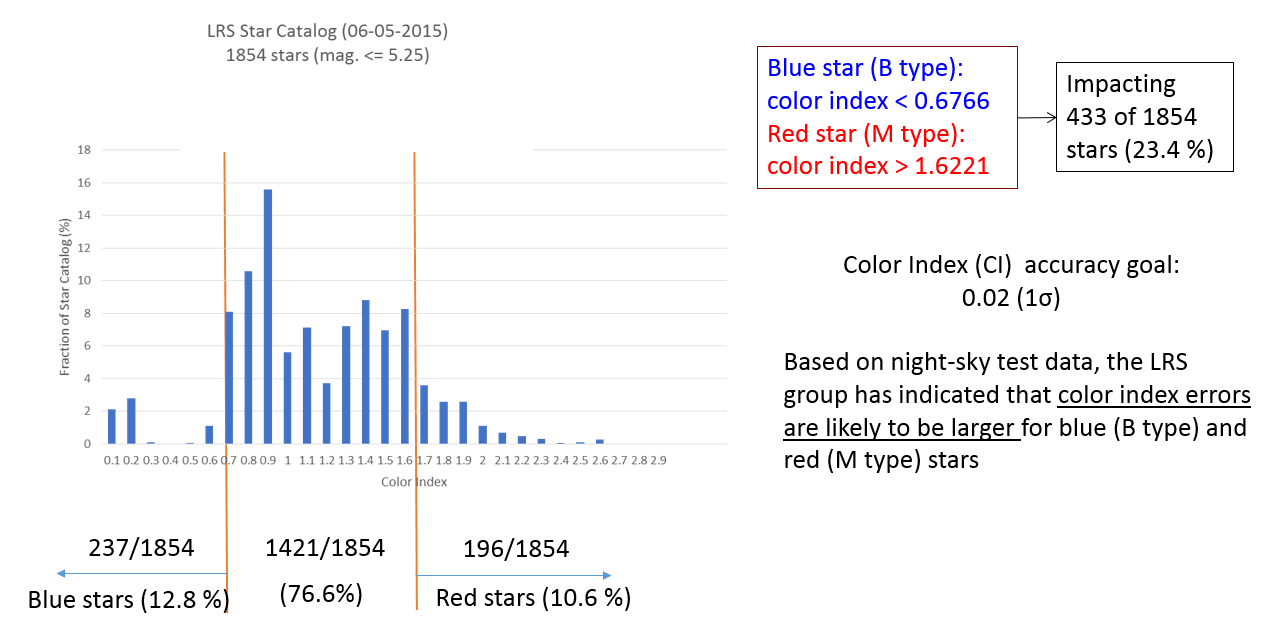 LRS Star Catalog (06-05-2015)
1854 stars (mag. <= 5.25)
Fraction of Star Catalog (%)
18
16
14
12
10
8
6
4
2
0
0.1 0.2 0.3 0.4 0.5 0.6 0.7 0.8 0.9 1 1.1 1.2 1.3 1.4 1.5 1.6 1.7 1.8 1.9 2 2.1 2.2 2.3 2.4 2.5 2.6 2.7 2.8 2.9
Color Index
237/1854
1421/1854
196/1854
Blue stars (12.8 %)
(76.6%)
Red stars (10.6 %)
Blue star (B type):
color index < 0.6766
Red star (M type):
color index > 1.6221
Impacting
433 of 1854
stars (23.4 %)
Color Index (CI) accuracy goal:
0.02 (1σ)
Based on night-sky test data, the LRS
group has indicated that color index errors
are likely to be larger for blue (B type) and
red (M type) stars